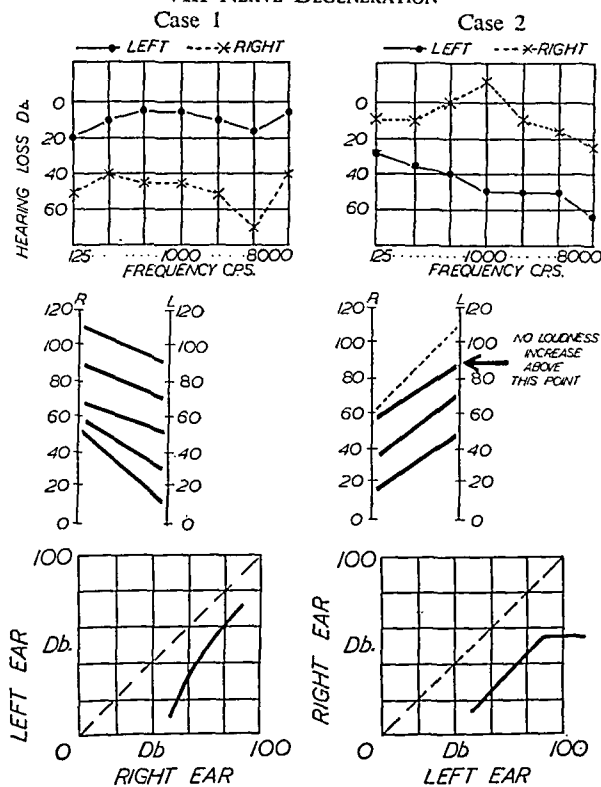 VIII NERVE DEGENERATION
Case 1
Case 2
LEFT RIGHT
LEFT RIGHT
HEARING LOSS Db.
0
20
40
60
125 1000 8000
FREQUENCY C.P.S.
0
20
40
60
125 1000 8000
FREQUENCY C.P.S.
R L
120 120
100 100
80 80
60 60
40 40
20 20
0 0
R L
120 120
100 100
80 80
60 60
40 40
20 20
0 0
NO LOUDNESS
INCREASE
ABOVE
THIS POINT
100
LEFT EAR
Db.
0 Db 100
RIGHT EAR
100
RIGHT EAR
Db.
0 Db 100
LEFT EAR